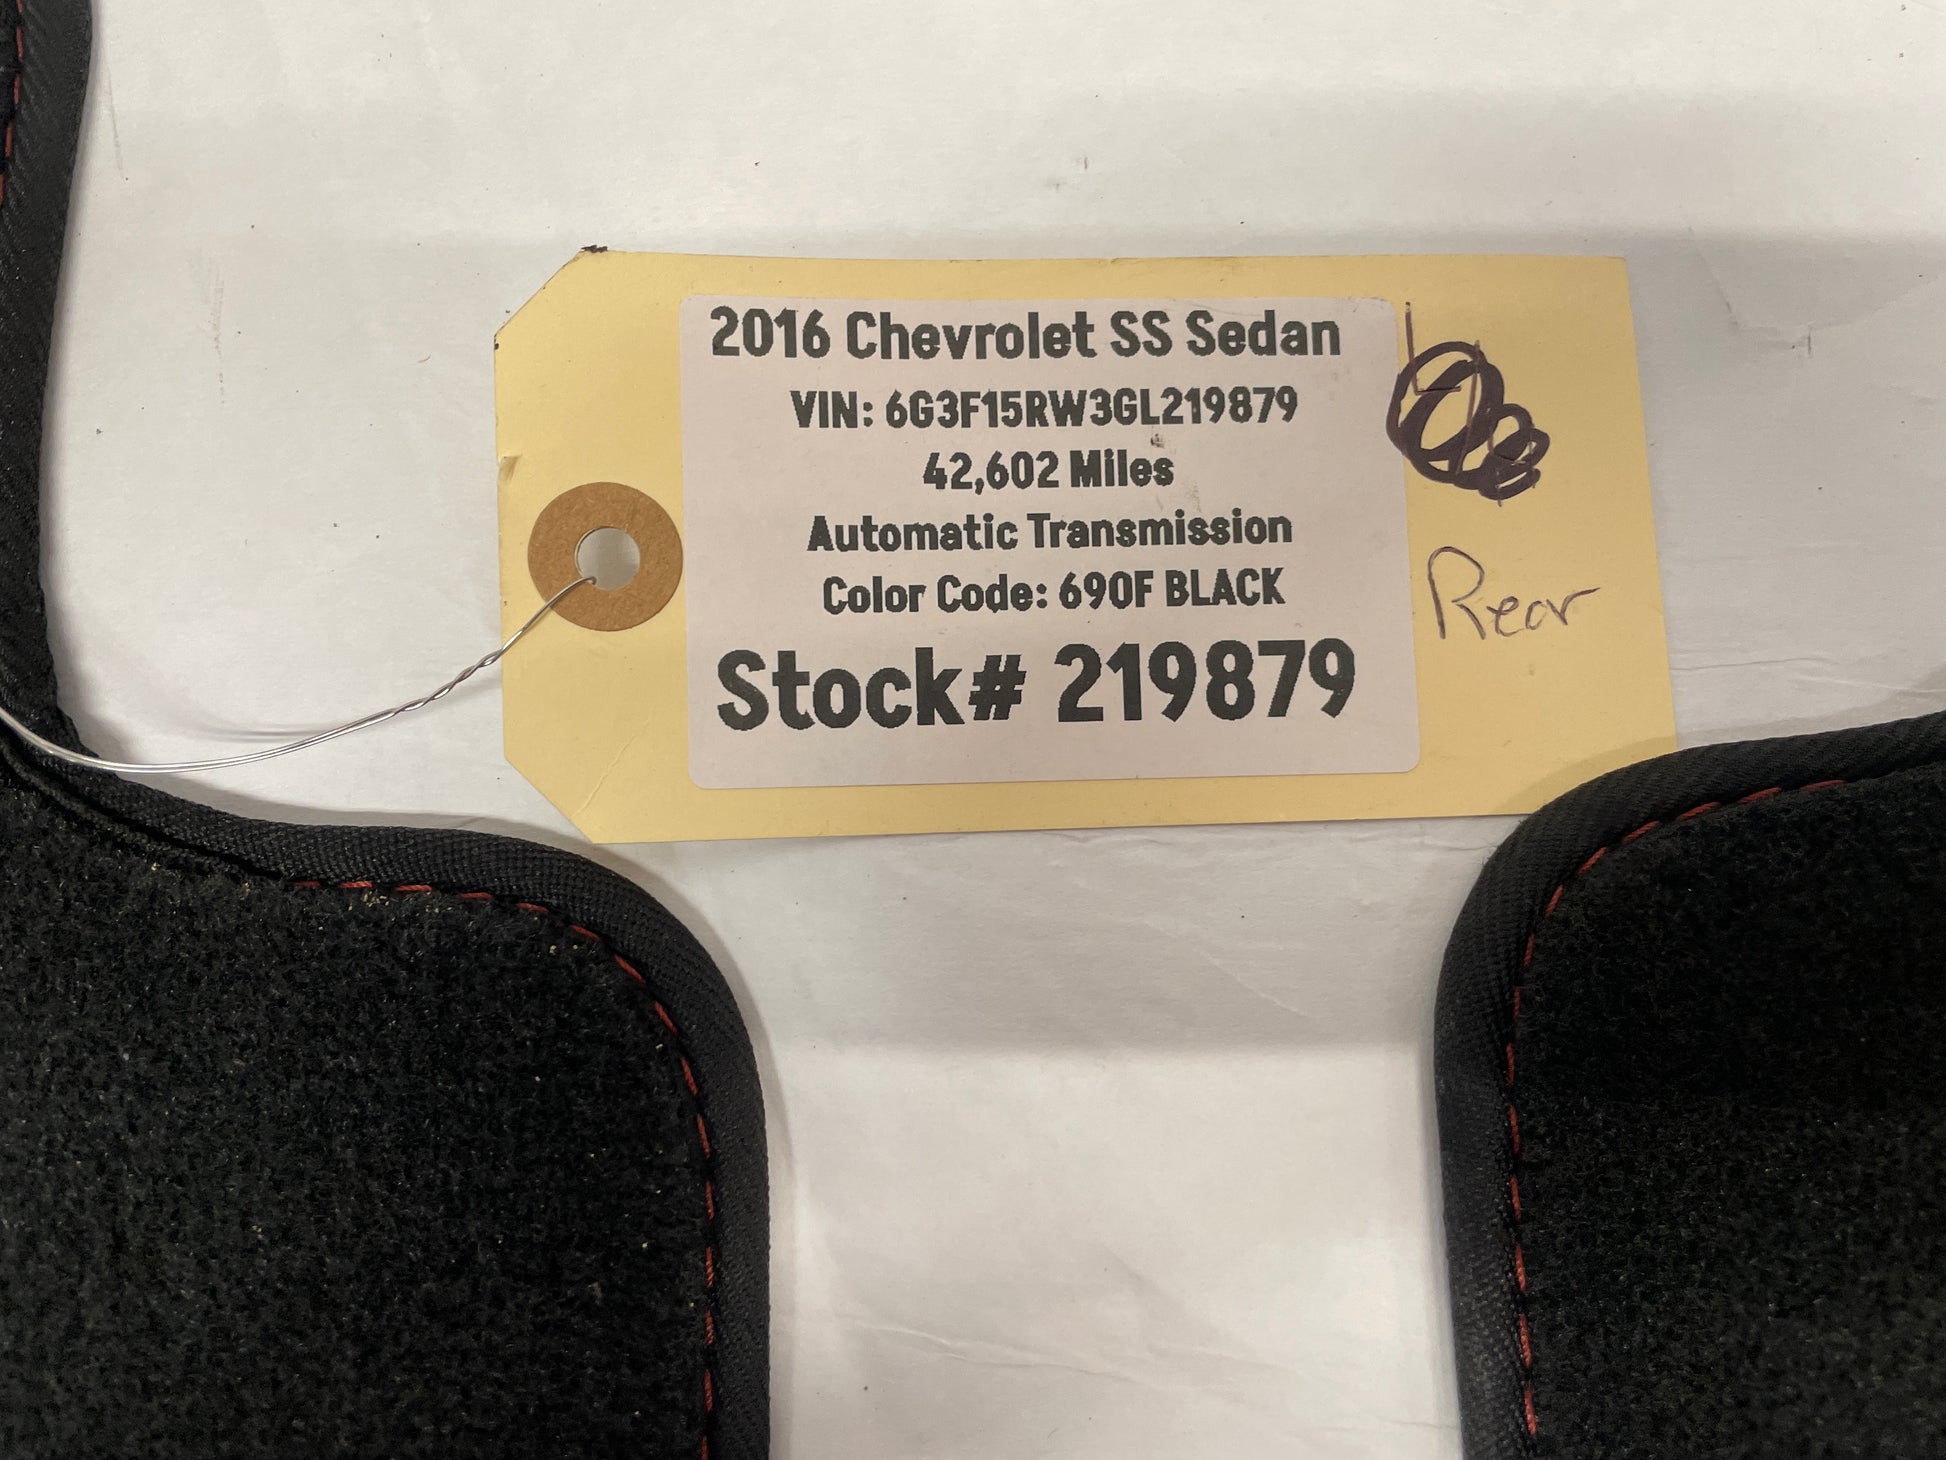 2016 Chevrolet SS Sedan
VIN: 6G3F15RW3GL219879
42,602 Miles
Automatic Transmission
Color Code: 690F BLACK
Stock# 219879
Rear